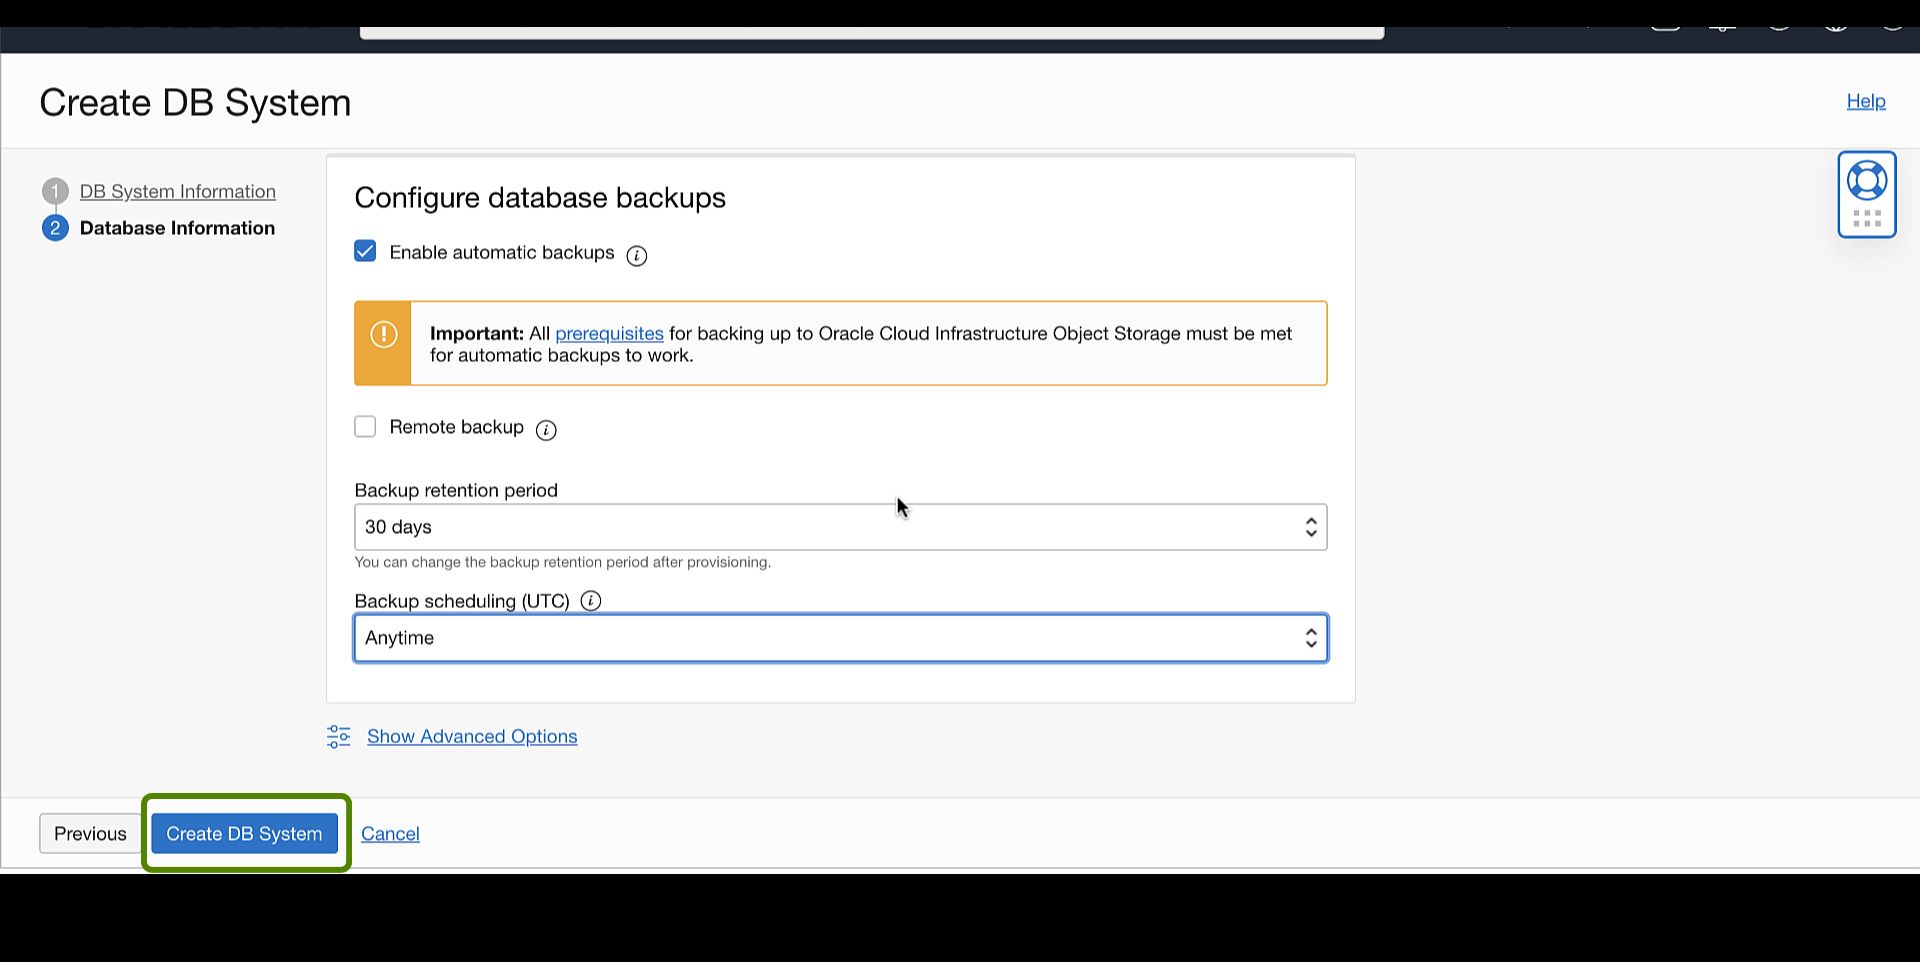 Create DB System
Help
1 DB System Information
2 Database Information
Configure database backups
Enable automatic backups
Important: All prerequisites for backing up to Oracle Cloud Infrastructure Object Storage must be met
for automatic backups to work.
Remote backup
Backup retention period
30 days
You can change the backup retention period after provisioning.
Backup scheduling (UTC)
Anytime
Show Advanced Options
Previous
Create DB System
Cancel